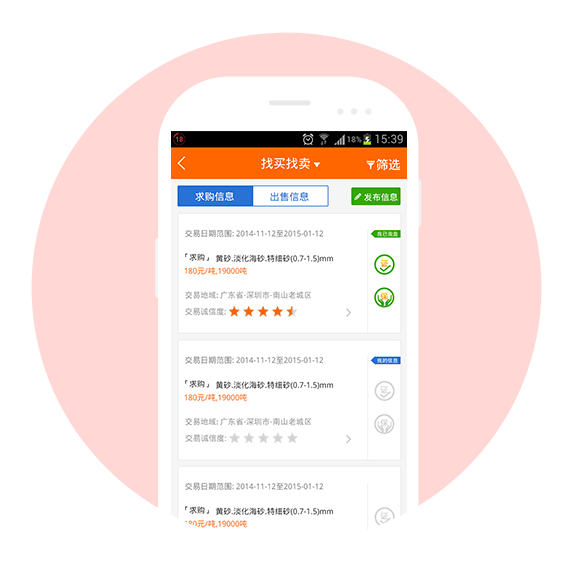 18
18% 15:39
找买找卖
筛选
求购信息
出售信息
发布信息
交易日期范围: 2014-11-12至2015-01-12
「求购」 黄砂.淡化海砂.特细砂(0.7-1.5)mm
180元/吨,19000吨
证
保
交易地域: 广东省-深圳市-南山老城区
交易诚信度:
交易日期范围: 2014-11-12至2015-01-12
我的信息
「求购」 黄砂.淡化海砂.特细砂(0.7-1.5)mm
180元/吨,19000吨
证
保
交易地域: 广东省-深圳市-南山老城区
交易诚信度:
交易日期范围: 2014-11-12至2015-01-12
「求购」 黄砂.淡化海砂.特细砂(0.7-1.5)mm
180元/吨,19000吨
证